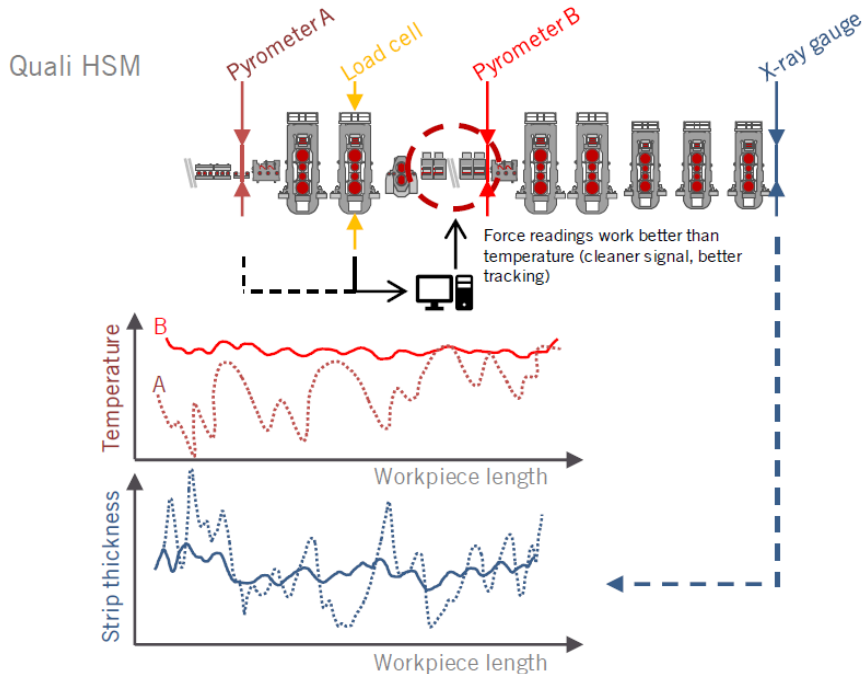 Quali HSM
Pyrometer A
Load cell
Pyrometer B
X-ray gauge
Force readings work better than
temperature (cleaner signal, better
tracking)
Temperature
B
A
Workpiece length
Strip thickness
Workpiece length